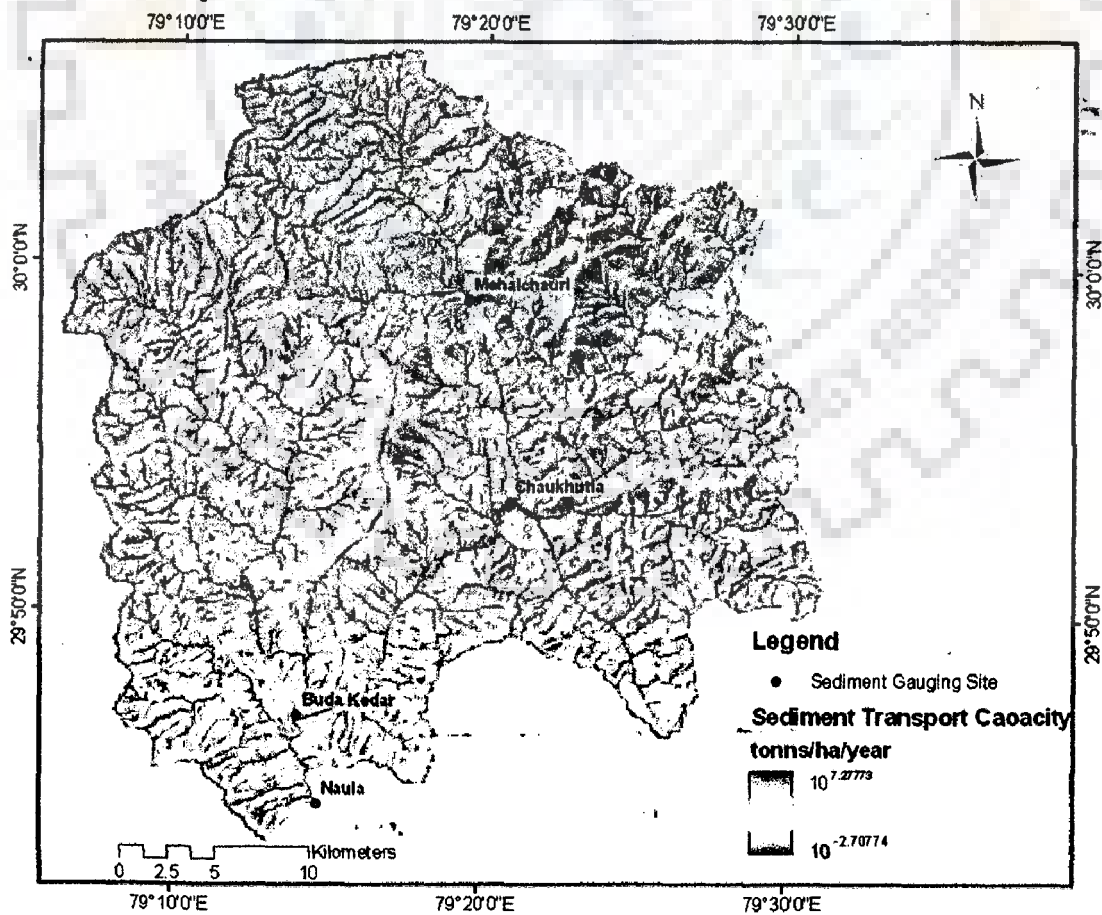 79°10'0"E 79°20'0"E 79°30'0"E
N
30°0'0"N
30°0'0"N
Mehalchauri
Chaukhutia
29°50'0"N
29°50'0"N
Legend
Sediment Gauging Site
Buda Kedar
Sediment Transport Caoacity
tonns/ha/year
10^7.27773
Naula
10^-2.70774
Kilometers
0 2.5 5 10
79°10'0"E 79°20'0"E 79°30'0"E